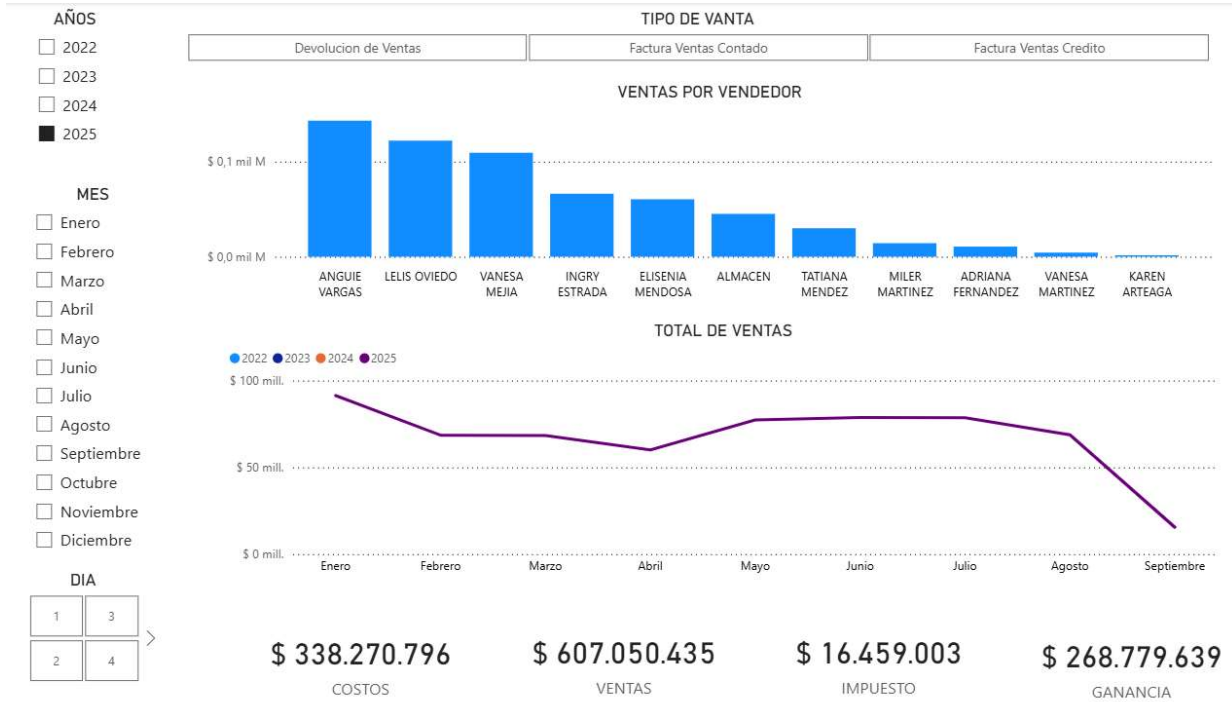 AÑOS
2022
2023
2024
2025
MES
Enero
Febrero
Marzo
Abril
Mayo
Junio
Julio
Agosto
Septiembre
Octubre
Noviembre
Diciembre
DIA
1 3
2 4
TIPO DE VANTA
Devolucion de Ventas Factura Ventas Contado Factura Ventas Credito
VENTAS POR VENDEDOR
$ 0,1 mil M
$ 0,0 mil M
ANGUIE VARGAS
LELIS OVIEDO
VANESA MEJIA
INGRY ESTRADA
ELISENIA MENDOSA
ALMACEN
TATIANA MENDEZ
MILER MARTINEZ
ADRIANA FERNANDEZ
VANESA MARTINEZ
KAREN ARTEAGA
TOTAL DE VENTAS
2022 2023 2024 2025
$ 100 mill.
$ 50 mill.
$ 0 mill.
Enero Febrero Marzo Abril Mayo Junio Julio Agosto Septiembre
$ 338.270.796
COSTOS
$ 607.050.435
VENTAS
$ 16.459.003
IMPUESTO
$ 268.779.639
GANANCIA